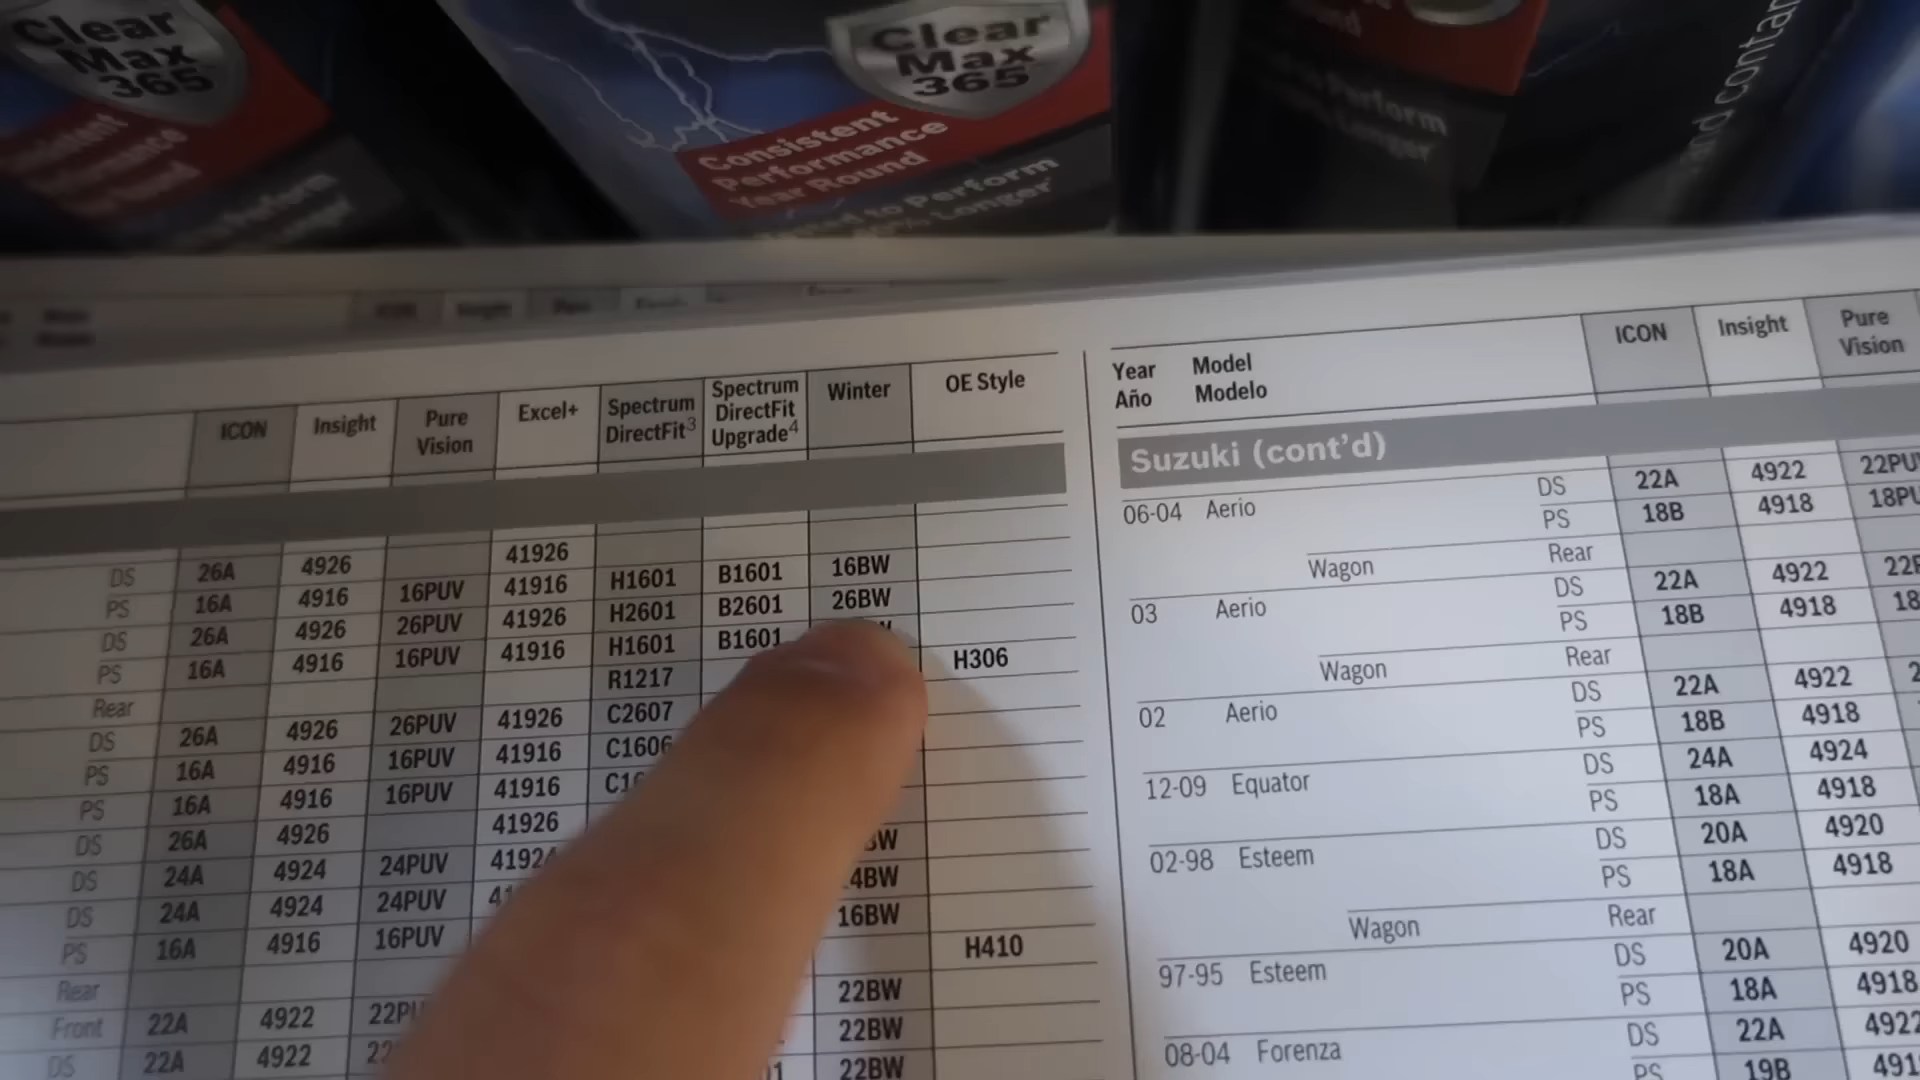 Clear
Max
365
Clear
Max
365
Consistent
Performance
Year Round
to Perform
Longer
Perform
Longer
and contai
ICON Insight Pure Vision Excel+ Spectrum DirectFit3 Spectrum DirectFit Upgrade4 Winter OE Style
DS 26A 4926 41926
PS 16A 4916 16PUV 41916 H1601 B1601 16BW
DS 26A 4926 26PUV 41926 H2601 B2601 26BW
PS 16A 4916 16PUV 41916 H1601 B1601
Rear R1217 H306
DS 26A 4926 26PUV 41926 C2607
PS 16A 4916 16PUV 41916 C1606
PS 16A 4916 16PUV 41916
DS 26A 4926 41926
DS 24A 4924 24PUV 41924
DS 24A 4924 24PUV 4BW
PS 16A 4916 16PUV 16BW
Rear H410
Front 22A 4922 22BW
DS 22A 4922 22BW
22BW
Year Model ICON Insight Pure
Año Modelo Vision
Suzuki (cont'd)
06-04 Aerio DS 22A 4922 22PUV
PS 18B 4918 18PU
Wagon Rear
03 Aerio DS 22A 4922
PS 18B 4918
Wagon Rear
02 Aerio DS 22A 4922
PS 18B 4918
12-09 Equator DS 24A 4924
PS 18A 4918
02-98 Esteem DS 20A 4920
PS 18A 4918
Wagon Rear
97-95 Esteem DS 20A 4920
PS 18A 4918
08-04 Forenza DS 22A 4922
PS 19B 491